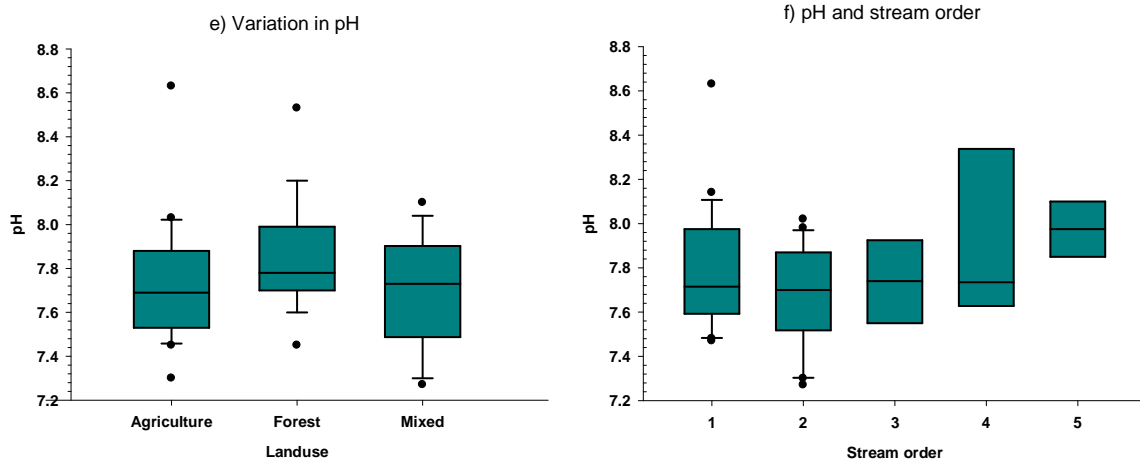 e) Variation in pH
8.8
8.6
8.4
8.2
8.0
7.8
7.6
7.4
7.2
pH
Agriculture Forest Mixed
Landuse
f) pH and stream order
8.8
8.6
8.4
8.2
8.0
7.8
7.6
7.4
7.2
pH
1 2 3 4 5
Stream order